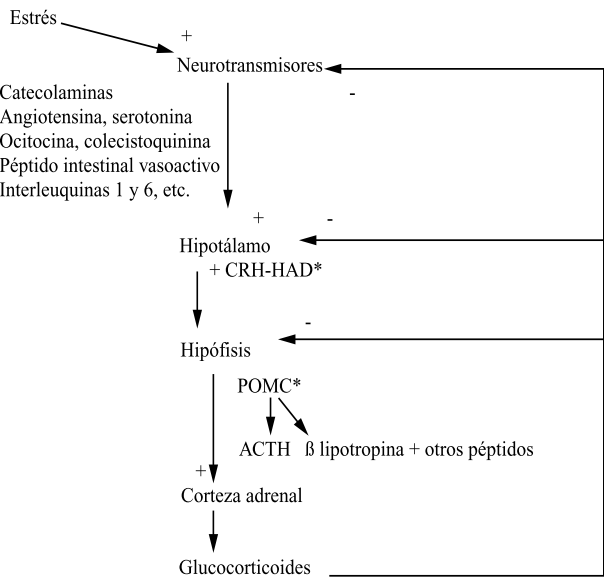 Estrés
+
Neurotransmisores
-
Catecolaminas
Angiotensina, serotonina
Ocitocina, colecistoquinina
Péptido intestinal vasoactivo
Interleuquinas 1 y 6, etc.
+ -
Hipotálamo
+ CRH-HAD*
-
Hipófisis
POMC*
ACTH ß lipotropina + otros péptidos
+
Corteza adrenal
Glucocorticoides